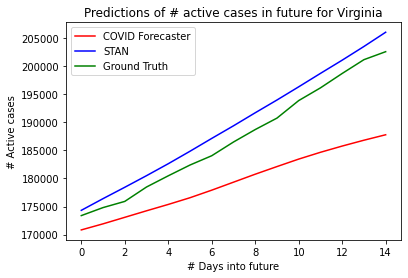 Predictions of # active cases in future for Virginia
COVID Forecaster
STAN
Ground Truth
# Active cases
205000
200000
195000
190000
185000
180000
175000
170000
0 2 4 6 8 10 12 14
# Days into future